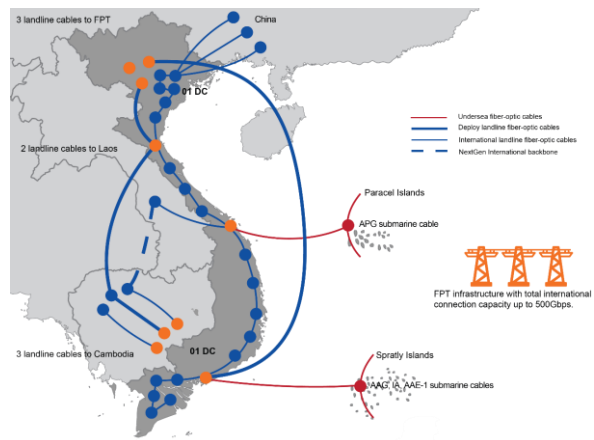 3 landline cables to FPT
China
01 DC
Undersea fiber-optic cables
Deploy landline fiber-optic cables
International landline fiber-optic cables
NextGen International backbone
2 landline cables to Laos
Paracel Islands
APG submarine cable
FPT infrastructure with total international
connection capacity up to 500Gbps.
3 landline cables to Cambodia
01 DC
Spratly Islands
AAG, IA, AAE-1 submarine cables